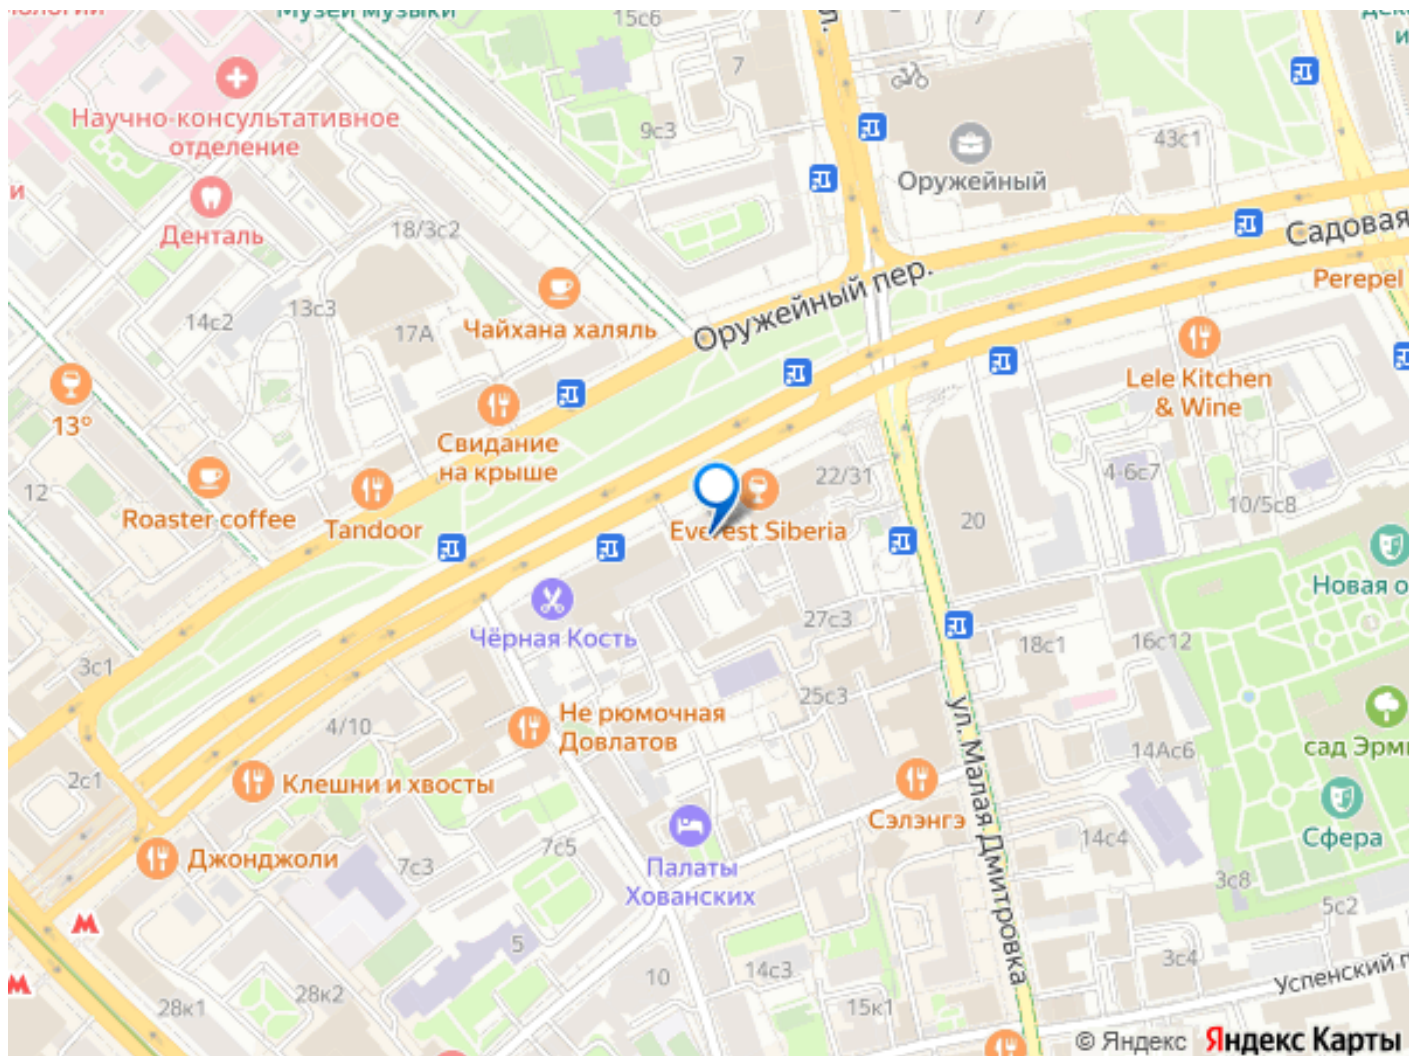 Музей музыки
15с6
ул.
7
7
9с3
43с1
Научно-консультативное
отделение
и
Оружейный
Денталь
18/3с2
Садовая
Оружейный пер.
Perepel
13с3
14с2
17А
Чайхана халяль
Lele Kitchen
& Wine
13°
Свидание
на крыше
22/31
4-6с7
10/5с8
12
Roaster coffee
Tandoor
Everest Siberia
20
Новая о
Чёрная Кость
27с3
18с1
16с12
3с1
25с3
4/10
Не рюмочная
Довлатов
ул. Малая Дмитровка
14Ас6
сад Эрми
2с1
Клешни и хвосты
Сэлэнгэ
14с4
Сфера
Джонджоли
7с3
7с5
Палаты
Хованских
3с8
5с2
5
10
14с3
3с4
Успенский п
28к1
28к2
15к1
© Яндекс Яндекс Карты